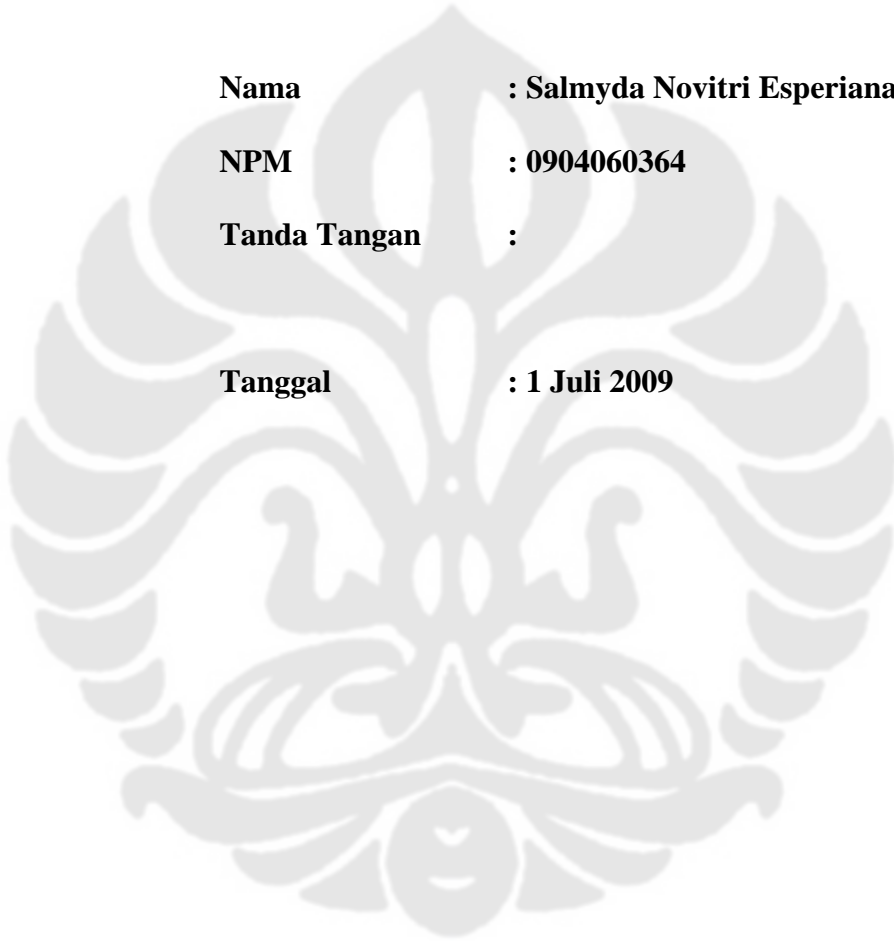 Nama : Salmyda Novitri Esperiana
NPM : 0904060364
Tanda Tangan :
Tanggal : 1 Juli 2009